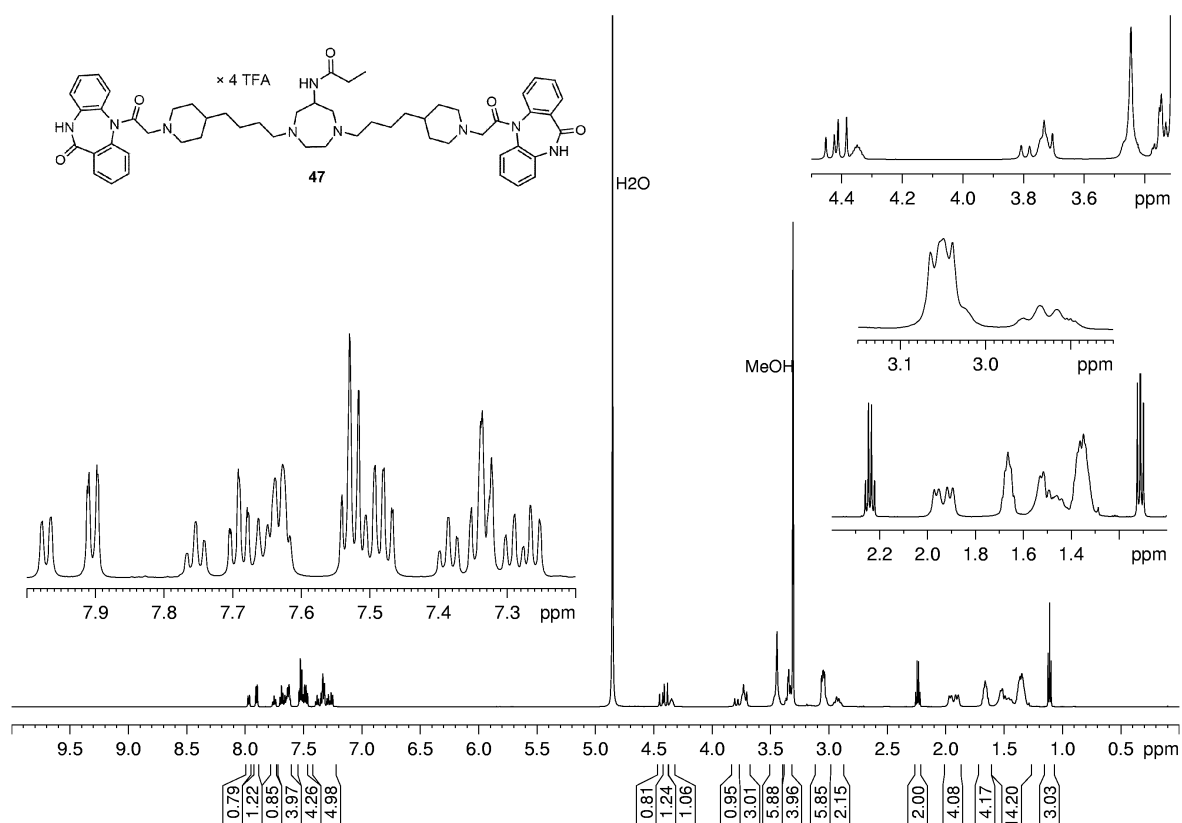 × 4 TFA
O
HN
O
N
O
N
HN
O
N
N
N
O
N
O
NH
47
H2O
MeOH
4.4 4.2 4.0 3.8 3.6 ppm
3.1 3.0 ppm
2.2 2.0 1.8 1.6 1.4 ppm
7.9 7.8 7.7 7.6 7.5 7.4 7.3 ppm
9.5 9.0 8.5 8.0 7.5 7.0 6.5 6.0 5.5 5.0 4.5 4.0 3.5 3.0 2.5 2.0 1.5 1.0 0.5 ppm
0.79 1.22 0.85 3.97 4.26 4.98 0.81 1.24 1.06 0.95 3.01 5.88 3.96 5.85 2.15 2.00 4.08 4.17 14.20 3.03